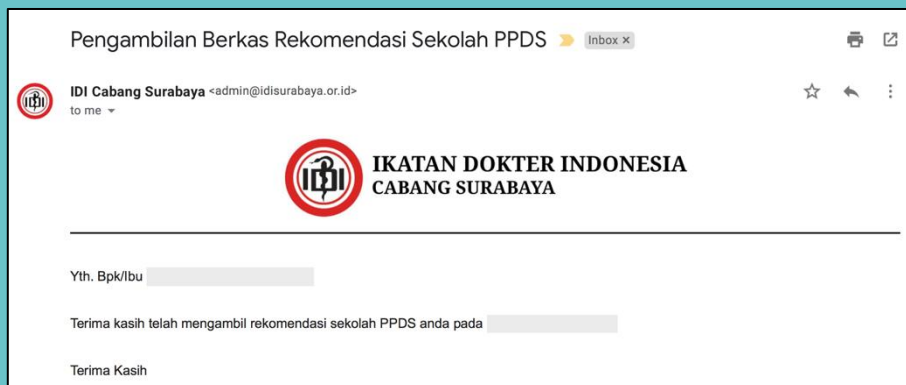 Pengambilan Berkas Rekomendasi Sekolah PPDS Inbox ×
IDI Cabang Surabaya <admin@idisurabaya.or.id>
to me
IDI
IKATAN DOKTER INDONESIA
CABANG SURABAYA
Yth. Bpk/Ibu
Terima kasih telah mengambil rekomendasi sekolah PPDS anda pada
Terima Kasih